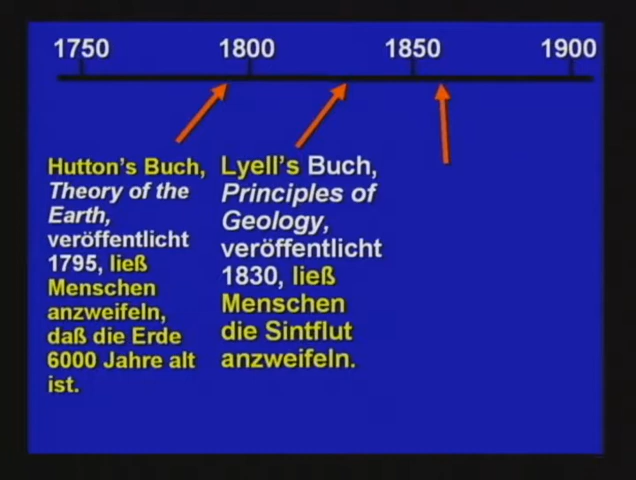 1750 1800 1850 1900
Hutton's Buch,
Theory of the
Earth,
veröffentlicht
1795, ließ
Menschen
anzweifeln,
daß die Erde
6000 Jahre alt
ist.
Lyell's Buch,
Principles of
Geology,
veröffentlicht
1830, ließ
Menschen
die Sintflut
anzweifeln.